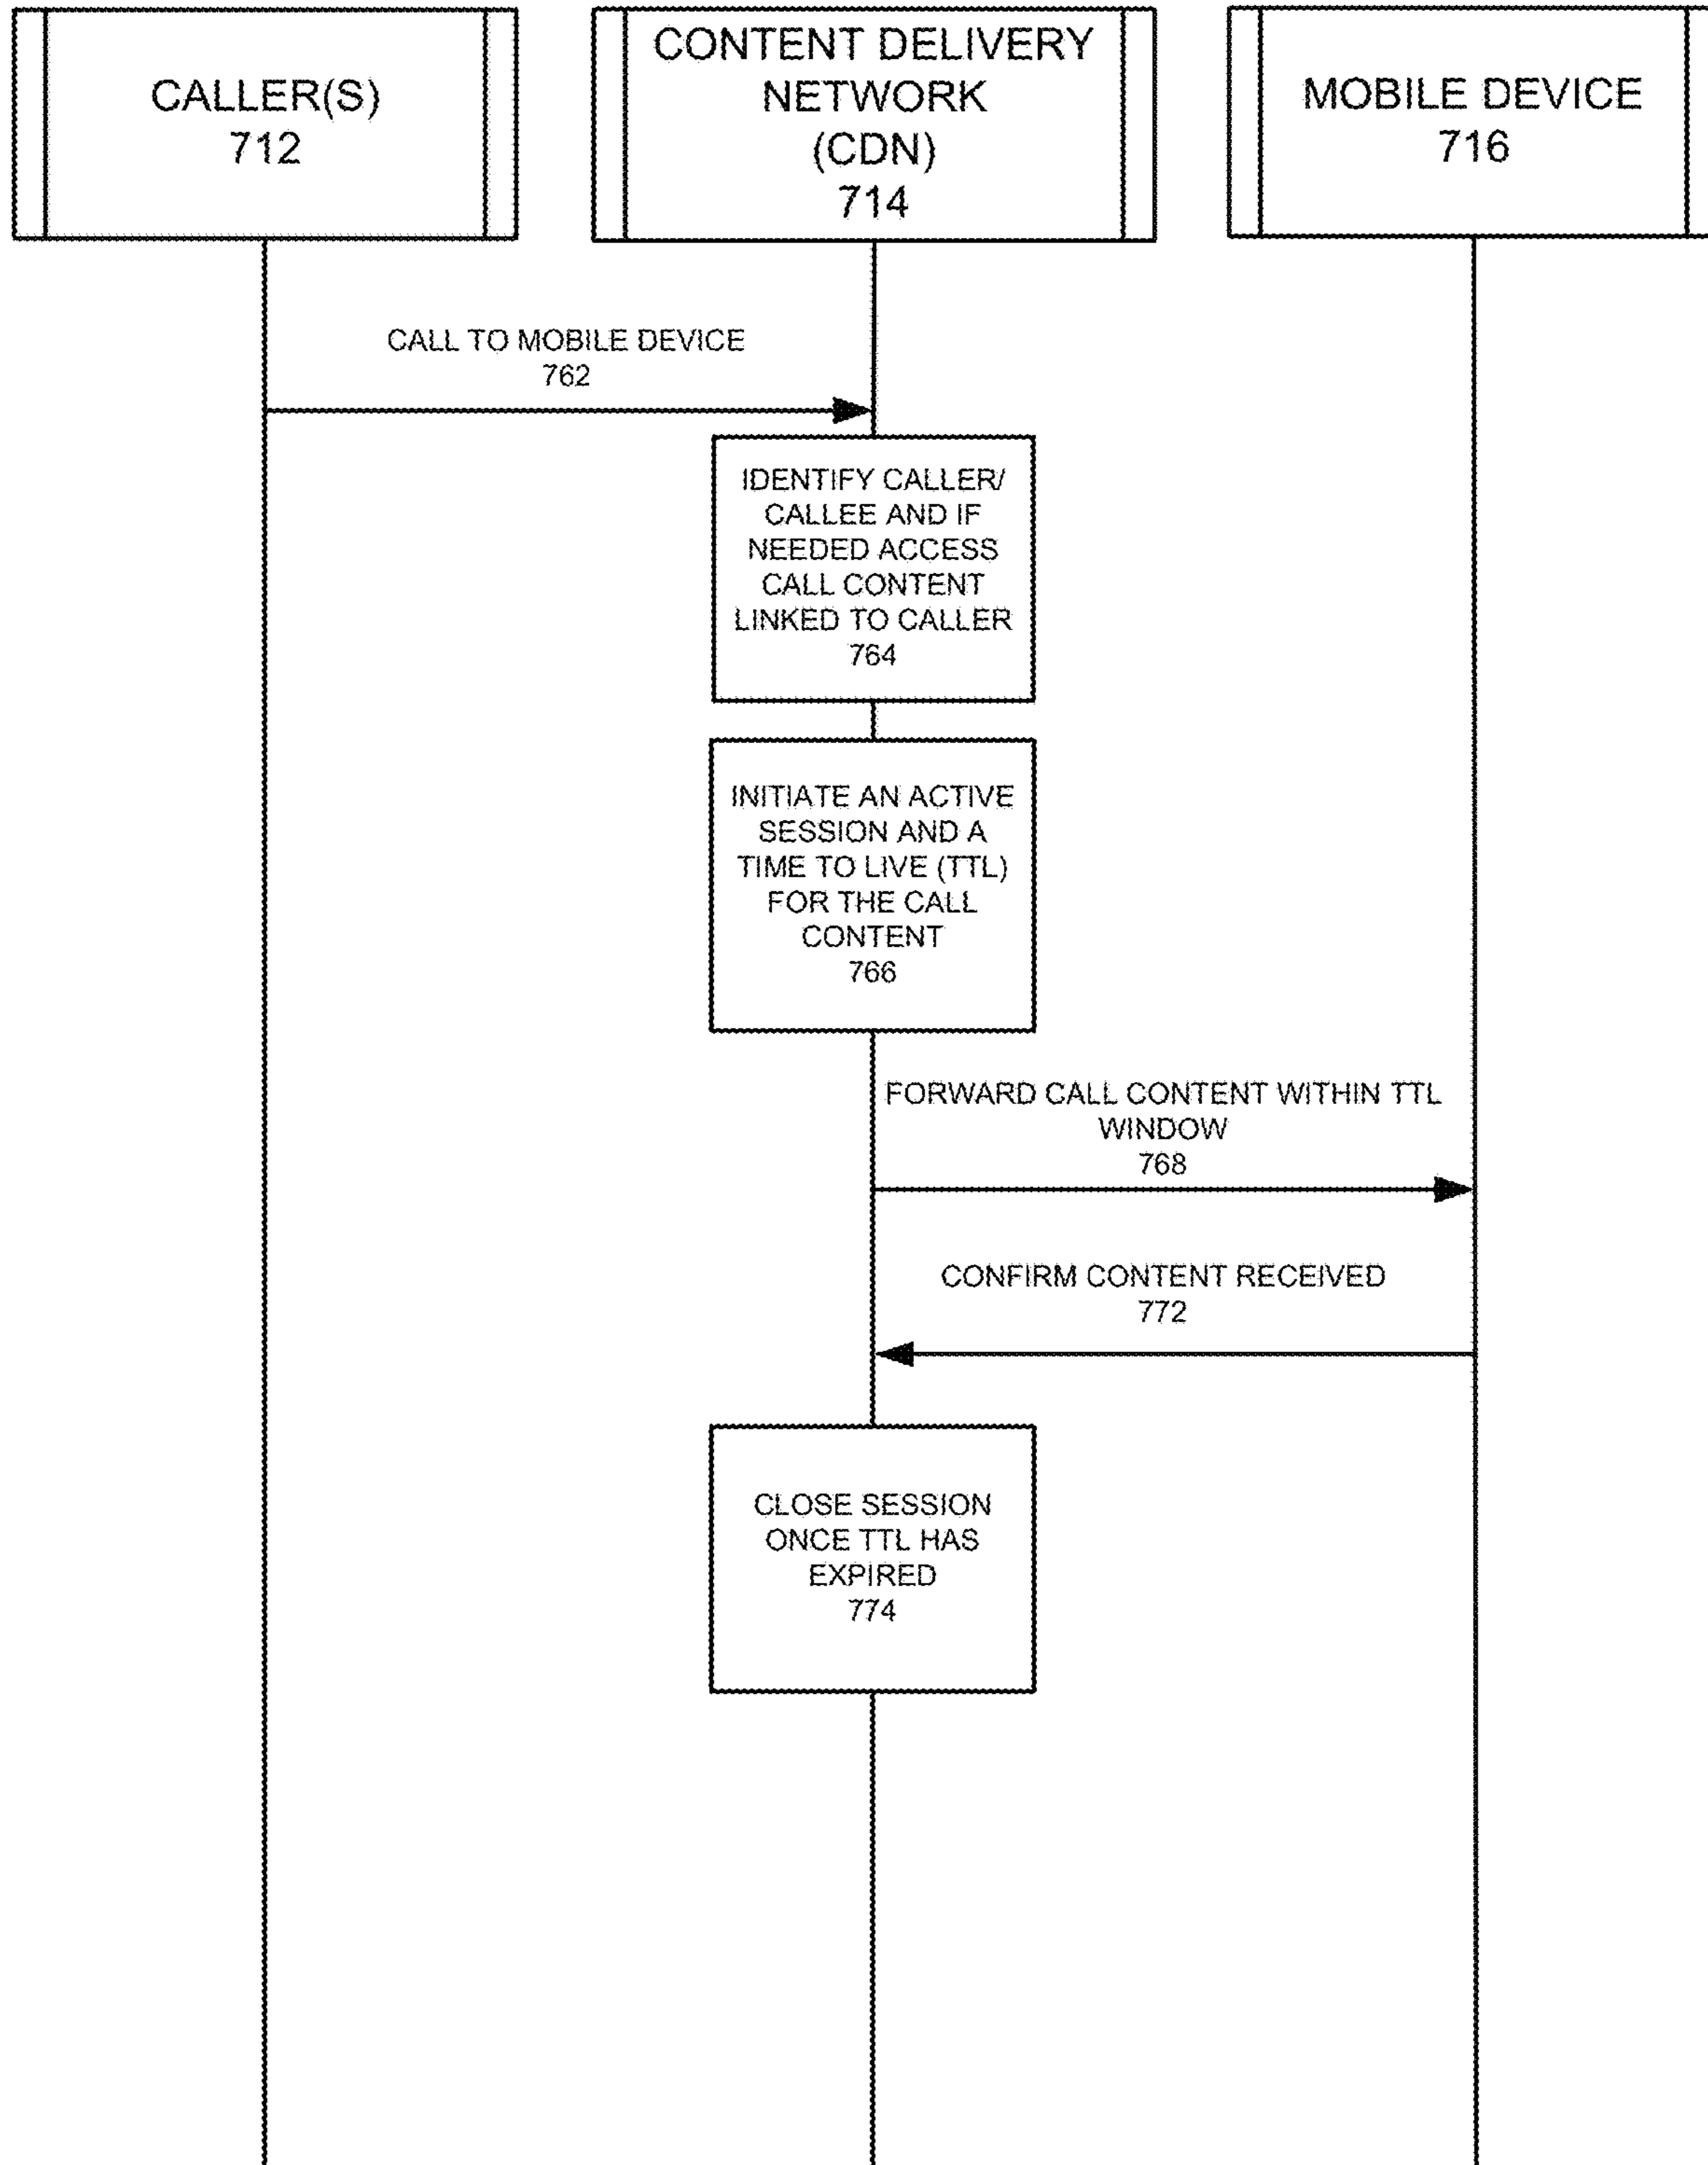 CALLER(S)
712
CONTENT DELIVERY
NETWORK
(CDN)
714
MOBILE DEVICE
716
CALL TO MOBILE DEVICE
762
IDENTIFY CALLER/
CALLEE AND IF
NEEDED ACCESS
CALL CONTENT
LINKED TO CALLER
764
INITIATE AN ACTIVE
SESSION AND A
TIME TO LIVE (TTL)
FOR THE CALL
CONTENT
766
FORWARD CALL CONTENT WITHIN TTL
WINDOW
768
CONFIRM CONTENT RECEIVED
772
CLOSE SESSION
ONCE TTL HAS
EXPIRED
774